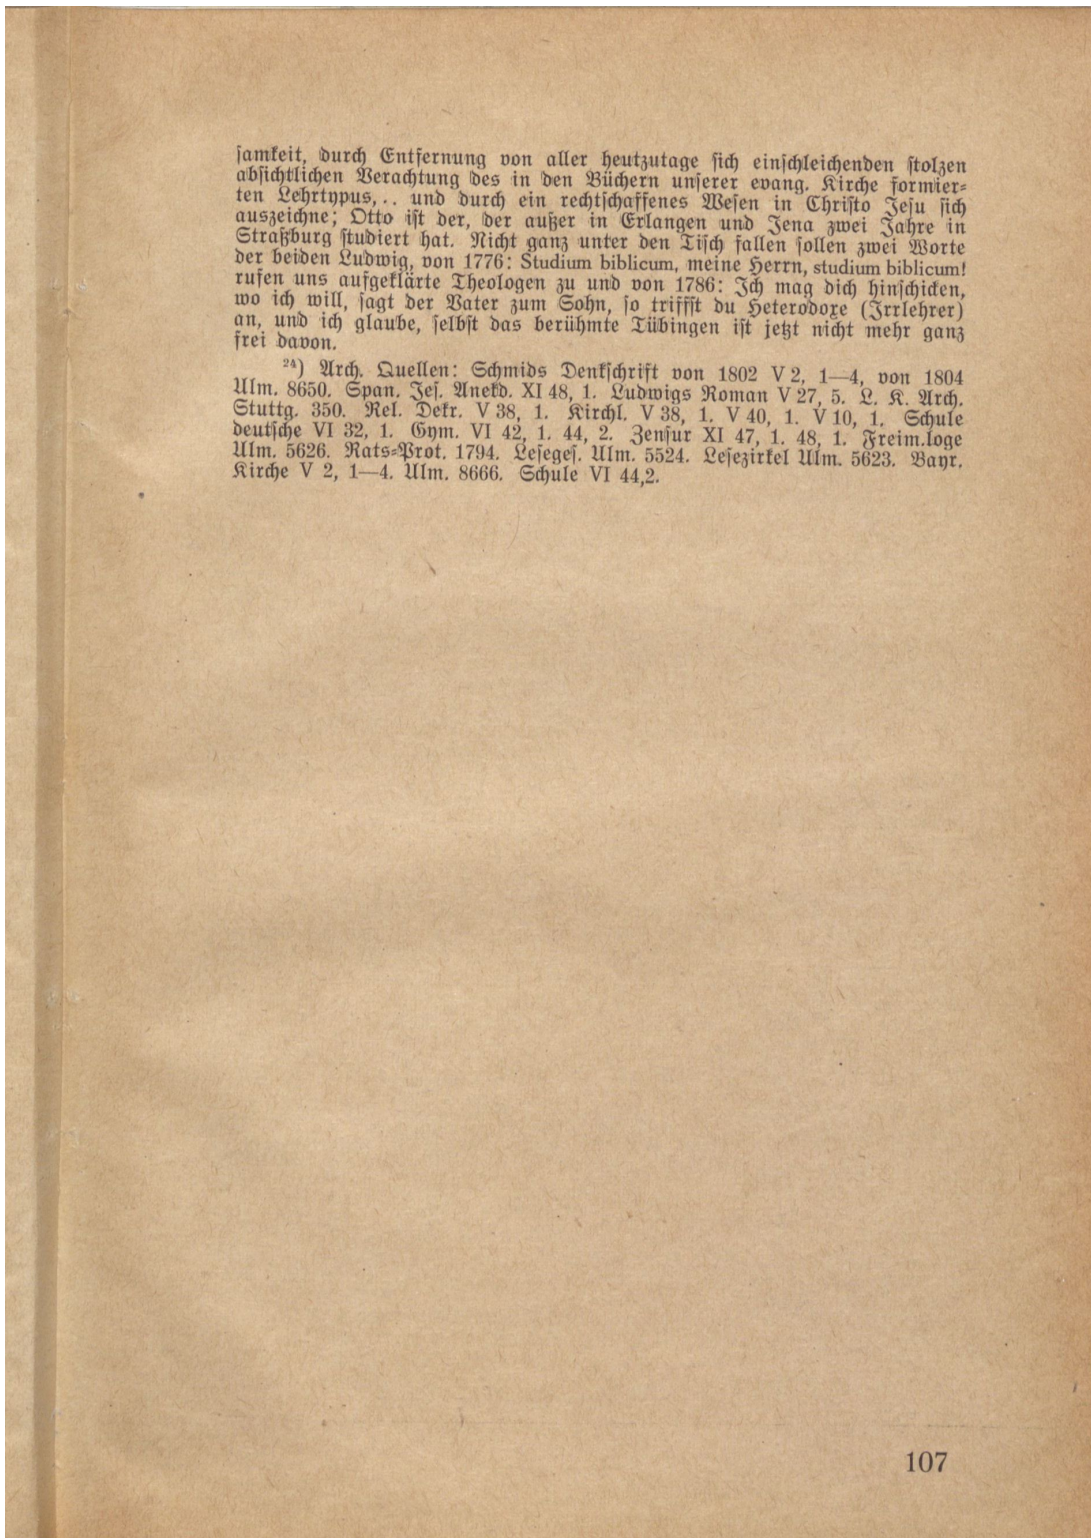 samkeit, durch Entfernung von aller heutzutage sich einschleichenden stolzen
absichtlichen Verachtung des in den Büchern unserer evang. Kirche formier-
ten Lehrtypus,.. und durch ein rechtschaffenes Wesen in Christo Jesu sich
auszeichne; Otto ist der, der außer in Erlangen und Jena zwei Jahre in
Straßburg studiert hat. Nicht ganz unter den Tisch fallen sollen zwei Worte
der beiden Ludwig, von 1776: Studium biblicum, meine Herrn, studium biblicum!
rufen uns aufgeklärte Theologen zu und von 1786: Ich mag dich hinschicken,
wo ich will, sagt der Vater zum Sohn, so triffst du Heterodoxe (Irrlehrer)
an, und ich glaube, selbst das berühmte Tübingen ist jetzt nicht mehr ganz
frei davon.
24) Arch. Quellen: Schmids Denkschrift von 1802 V 2, 1—4, von 1804
Ulm. 8650. Span. Jes. Anekd. XI 48, 1. Ludwigs Roman V 27, 5. L. K. Arch.
Stuttg. 350. Rel. Dekr. V 38, 1. Kirchl. V 38, 1. V 40, 1. V 10, 1. Schule
deutsche VI 32, 1. Gym. VI 42, 1. 44, 2. Zensur XI 47, 1. 48, 1. Freim.loge
Ulm. 5626. Rats-Prot. 1794. Leseges. Ulm. 5524. Lesezirkel Ulm. 5623. Bayr.
Kirche V 2, 1—4. Ulm. 8666. Schule VI 44,2.
107